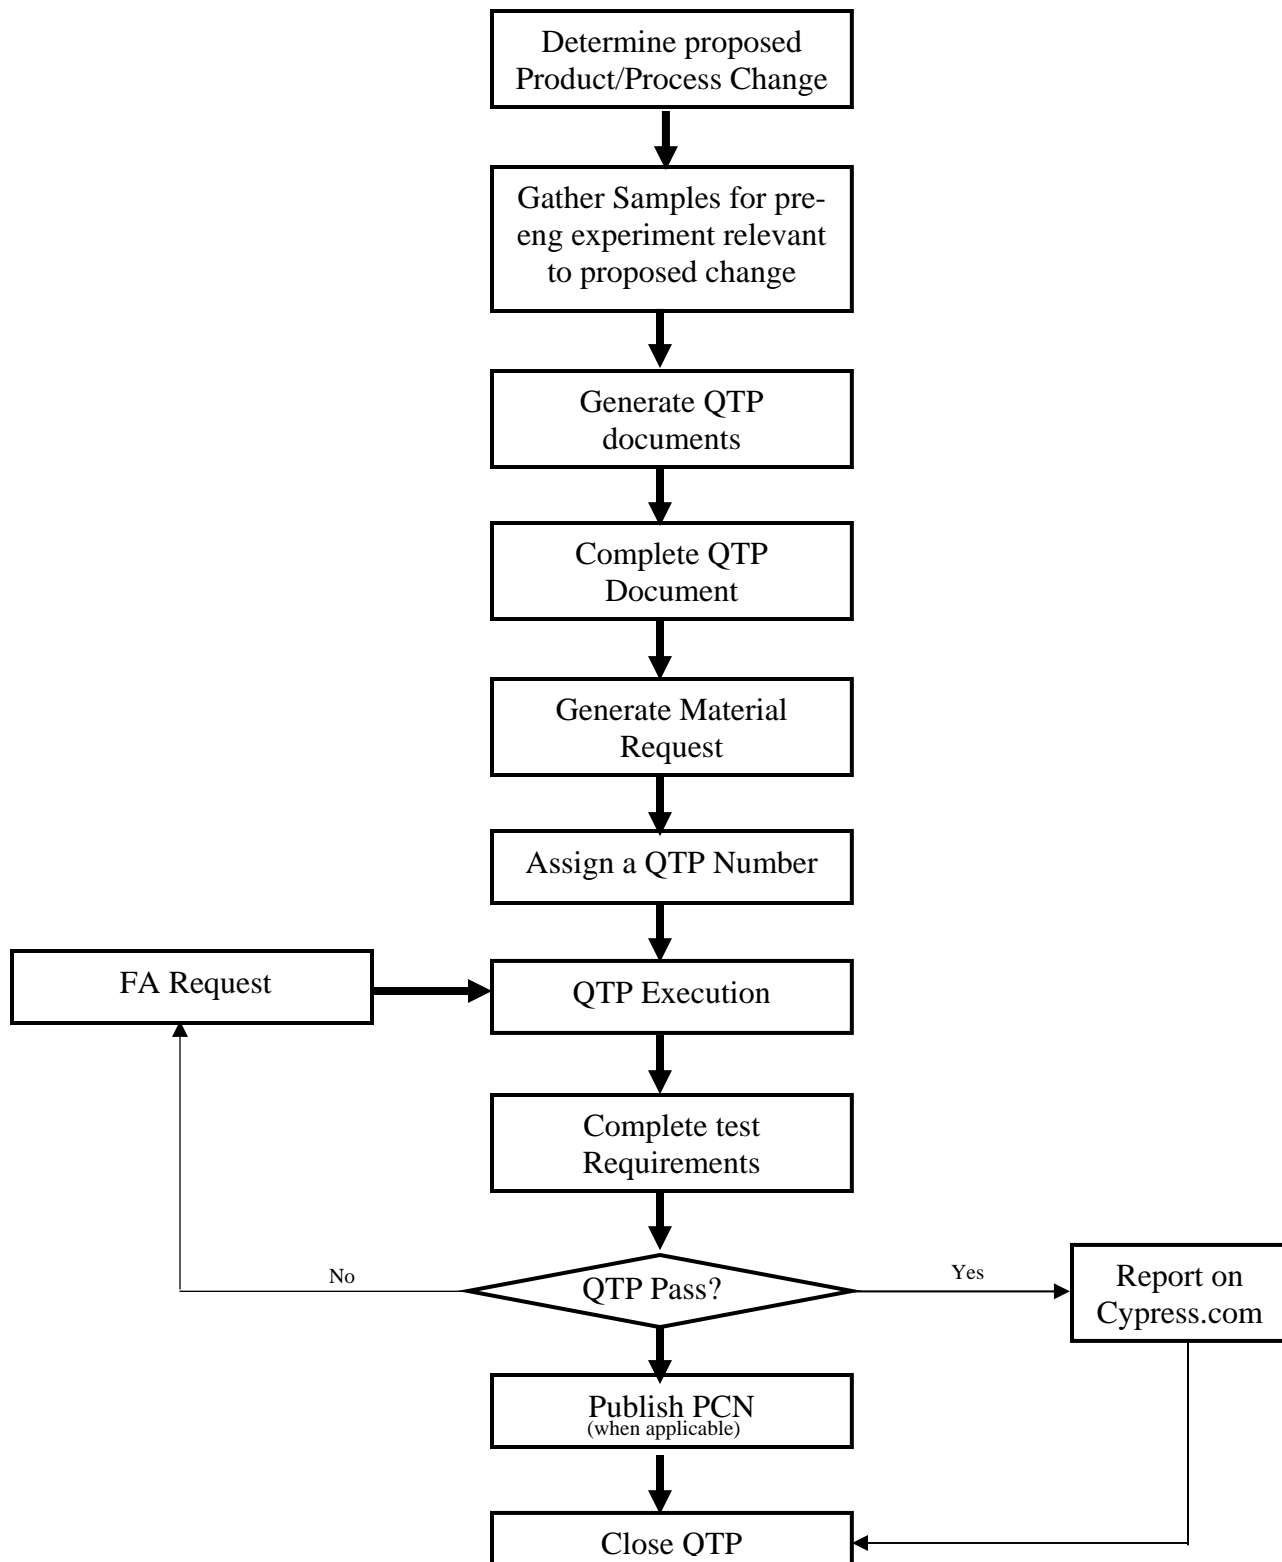 Determine proposed
Product/Process Change
Gather Samples for pre-
eng experiment relevant
to proposed change
Generate QTP
documents
Complete QTP
Document
Generate Material
Request
Assign a QTP Number
FA Request
QTP Execution
Complete test
Requirements
No
QTP Pass?
Yes
Report on
Cypress.com
Publish PCN
(when applicable)
Close QTP